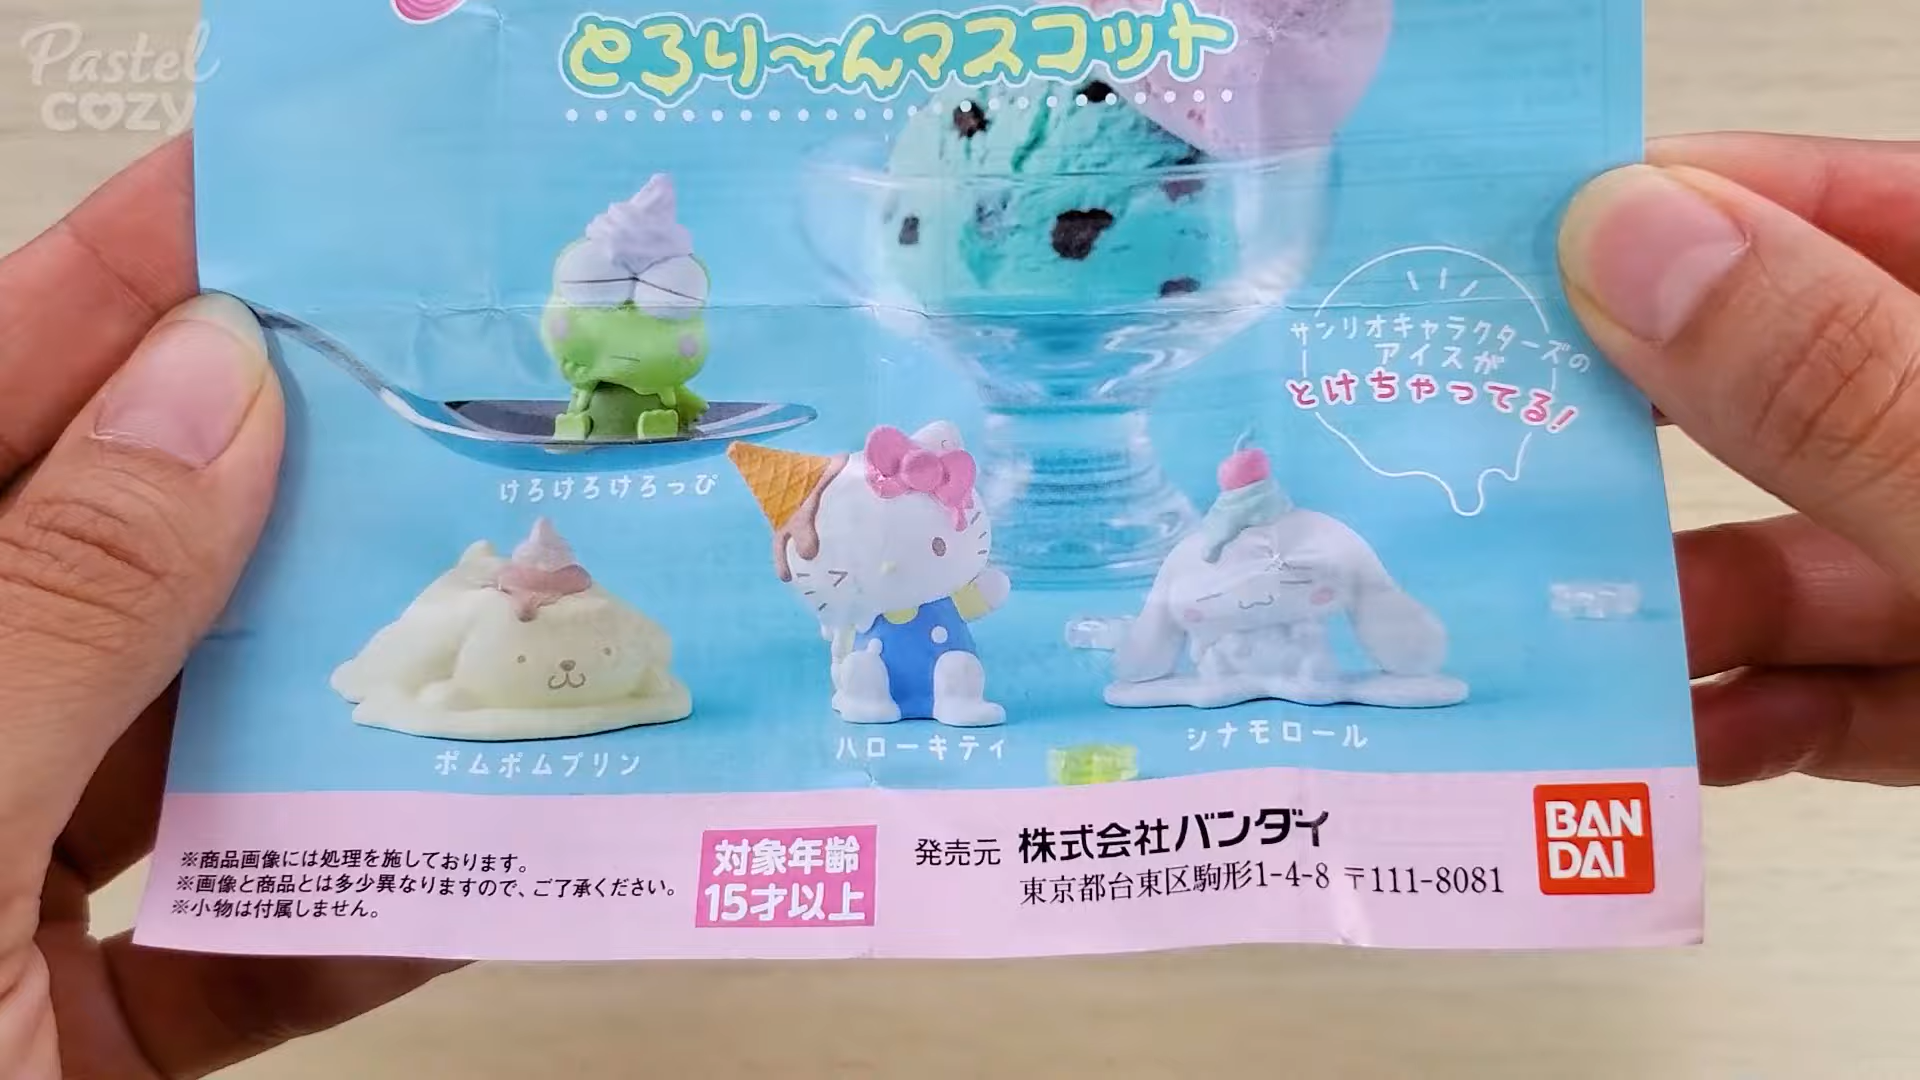 Pastel
cozy
とろり〜んマスコット
サンリオキャラクターズの
アイスが
とけちゃってる!
けろけろけろっぴ
ポムポムプリン
ハローキティ
シナモロール
※商品画像には処理を施しております。
※画像と商品とは多少異なりますので、ご了承ください。
※小物は付属しません。
対象年齢
15才以上
発売元 株式会社バンダイ
東京都台東区駒形1-4-8 〒111-8081
BAN
DAI